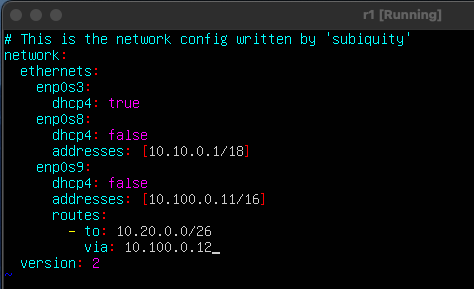 r1 [Running]
# This is the network config written by 'subiquity'
network:
  ethernets:
    enp0s3:
      dhcp4: true
    enp0s8:
      dhcp4: false
      addresses: [10.10.0.1/18]
    enp0s9:
      dhcp4: false
      addresses: [10.100.0.11/16]
      routes:
        - to: 10.20.0.0/26
          via: 10.100.0.12_
  version: 2
~